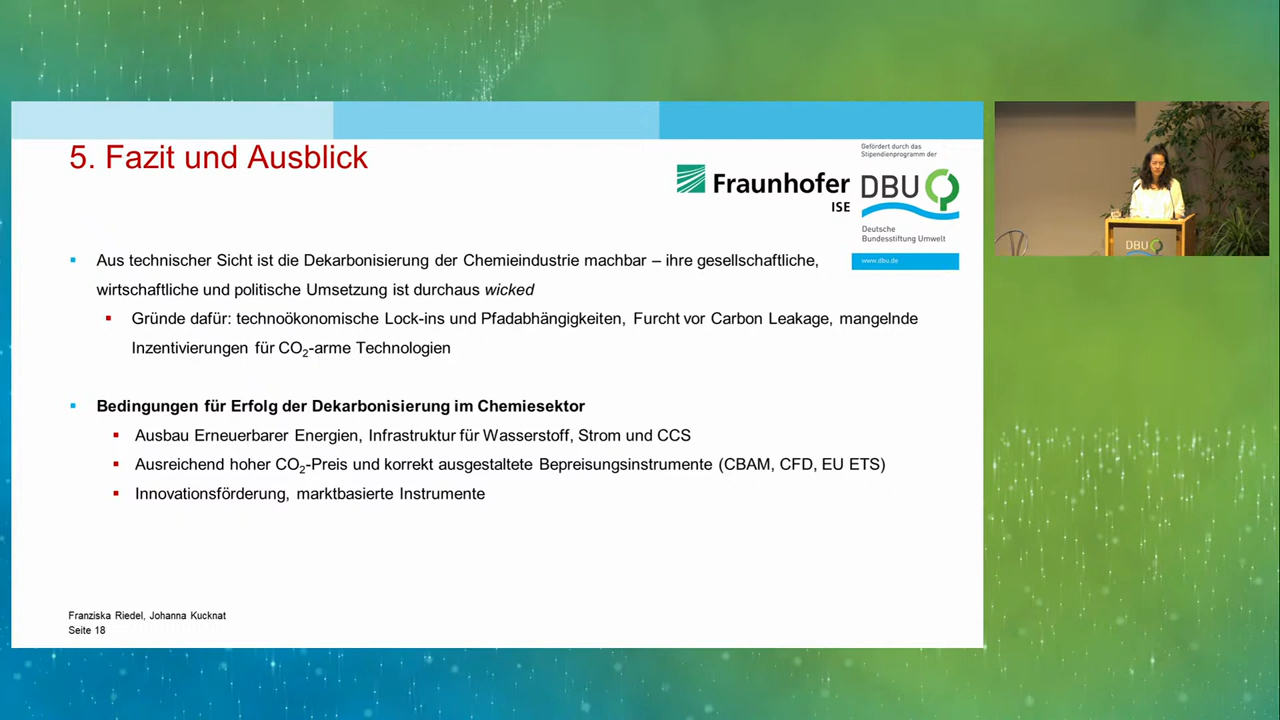 5. Fazit und Ausblick
Fraunhofer
ISE
Gefördert durch das
Stipendienprogramm der
DBU
Deutsche
Bundesstiftung Umwelt
www.dbu.de
Aus technischer Sicht ist die Dekarbonisierung der Chemieindustrie machbar – ihre gesellschaftliche,
wirtschaftliche und politische Umsetzung ist durchaus wicked
Gründe dafür: technoökonomische Lock-ins und Pfadabhängigkeiten, Furcht vor Carbon Leakage, mangelnde
Inzentivierungen für CO₂-arme Technologien
Bedingungen für Erfolg der Dekarbonisierung im Chemiesektor
Ausbau Erneuerbarer Energien, Infrastruktur für Wasserstoff, Strom und CCS
Ausreichend hoher CO₂-Preis und korrekt ausgestaltete Bepreisungsinstrumente (CBAM, CFD, EU ETS)
Innovationsförderung, marktbasierte Instrumente
Franziska Riedel, Johanna Kucknat
Seite 18
DBU